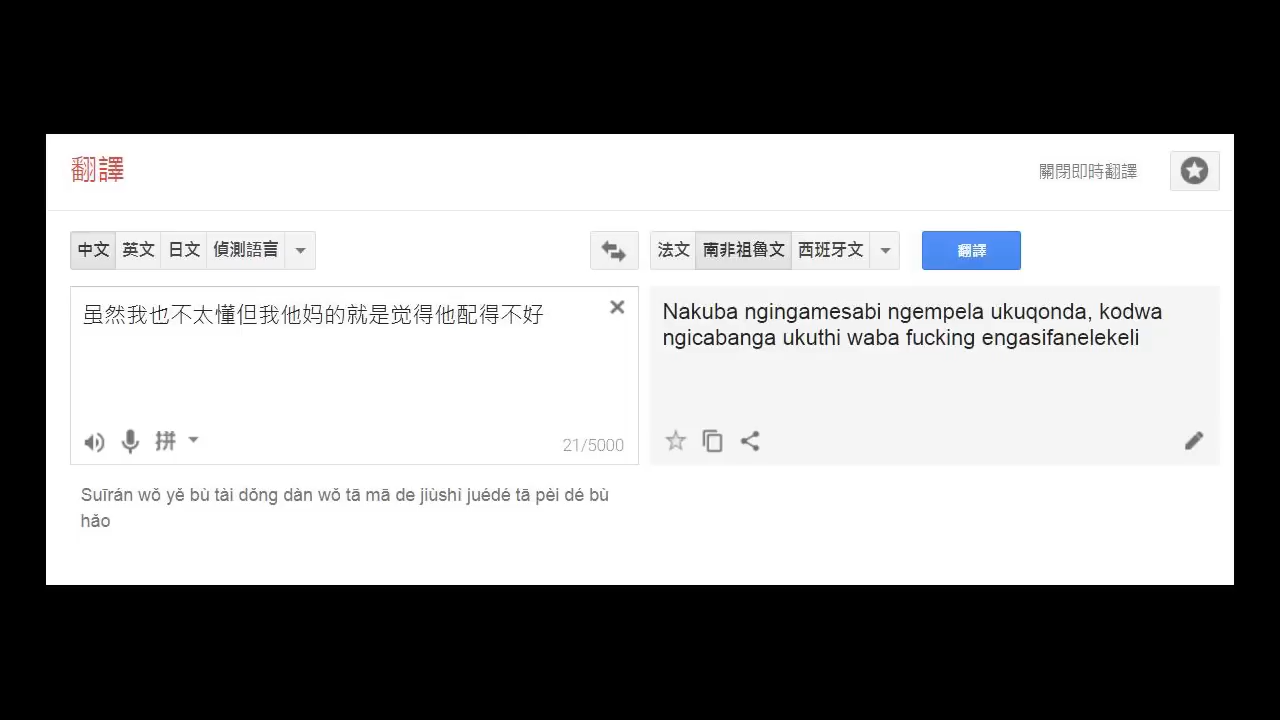 翻譯
關閉即時翻譯
中文 英文 日文 偵測語言
法文 南非祖魯文 西班牙文 翻譯
虽然我也不太懂但我他妈的就是觉得他配得不好
Nakuba ngingamesabi ngempela ukuqonda, kodwa
ngicabanga ukuthi waba fucking engasifanelekeli
拼
21/5000
Suīrán wǒ yě bù tài dǒng dàn wǒ tā mā de jiùshì juédé tā pèi dé bù
hǎo